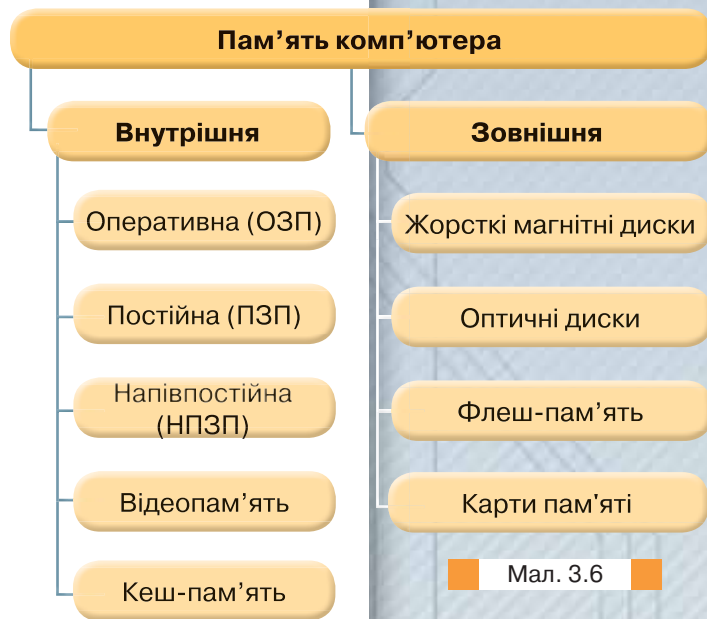 Пам’ять комп’ютера
Внутрішня
Оперативна (ОЗП)
Постійна (ПЗП)
Напівпостійна
(НПЗП)
Відеопам’ять
Кеш-пам’ять
Зовнішня
Жорсткі магнітні диски
Оптичні диски
Флеш-пам’ять
Карти пам'яті
Мал. 3.6